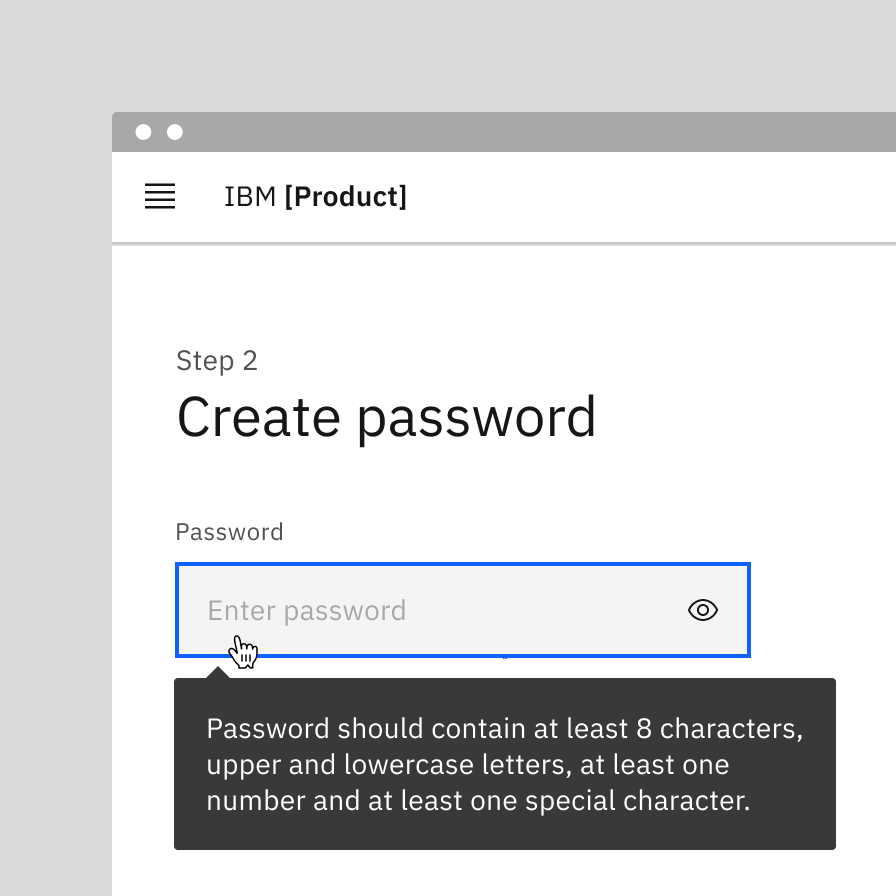 IBM [Product]
Step 2
Create password
Password
Enter password
Password should contain at least 8 characters,
upper and lowercase letters, at least one
number and at least one special character.